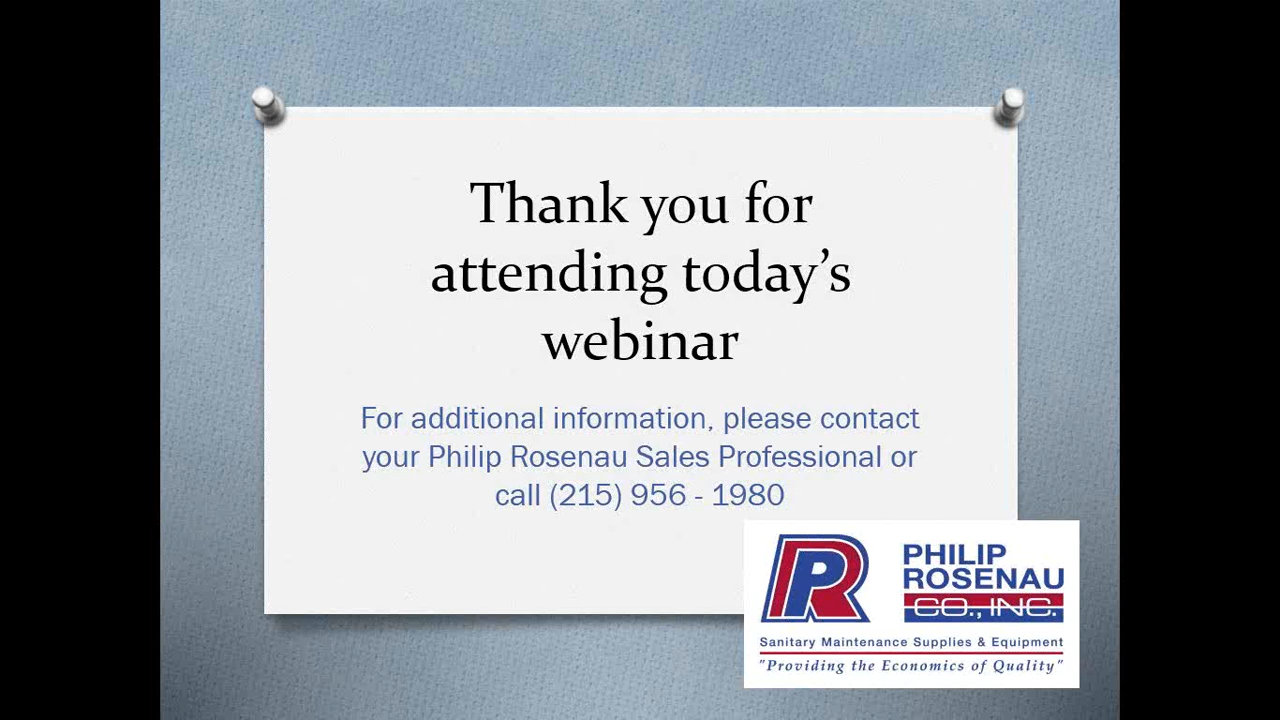 Thank you for
attending today’s
webinar
For additional information, please contact
your Philip Rosenau Sales Professional or
call (215) 956 - 1980
PR
PHILIP
ROSENAU
CO., INC.
Sanitary Maintenance Supplies & Equipment
"Providing the Economics of Quality"